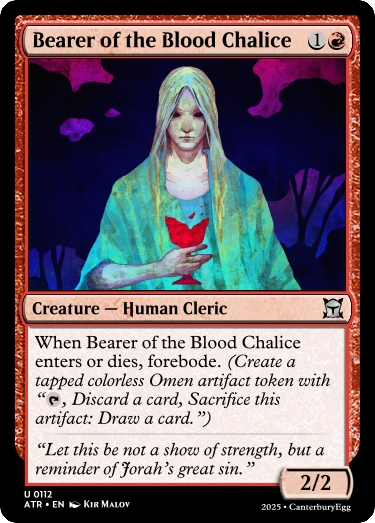 Bearer of the Blood Chalice 1
Creature — Human Cleric
When Bearer of the Blood Chalice
enters or dies, forebode. (Create a
tapped colorless Omen artifact token with
“, Discard a card, Sacrifice this
artifact: Draw a card.”)
“Let this be not a show of strength, but a
reminder of Jorah's great sin.”
2/2
U 0112
ATR • EN Kir Malov
2025 • CanterburyEgg